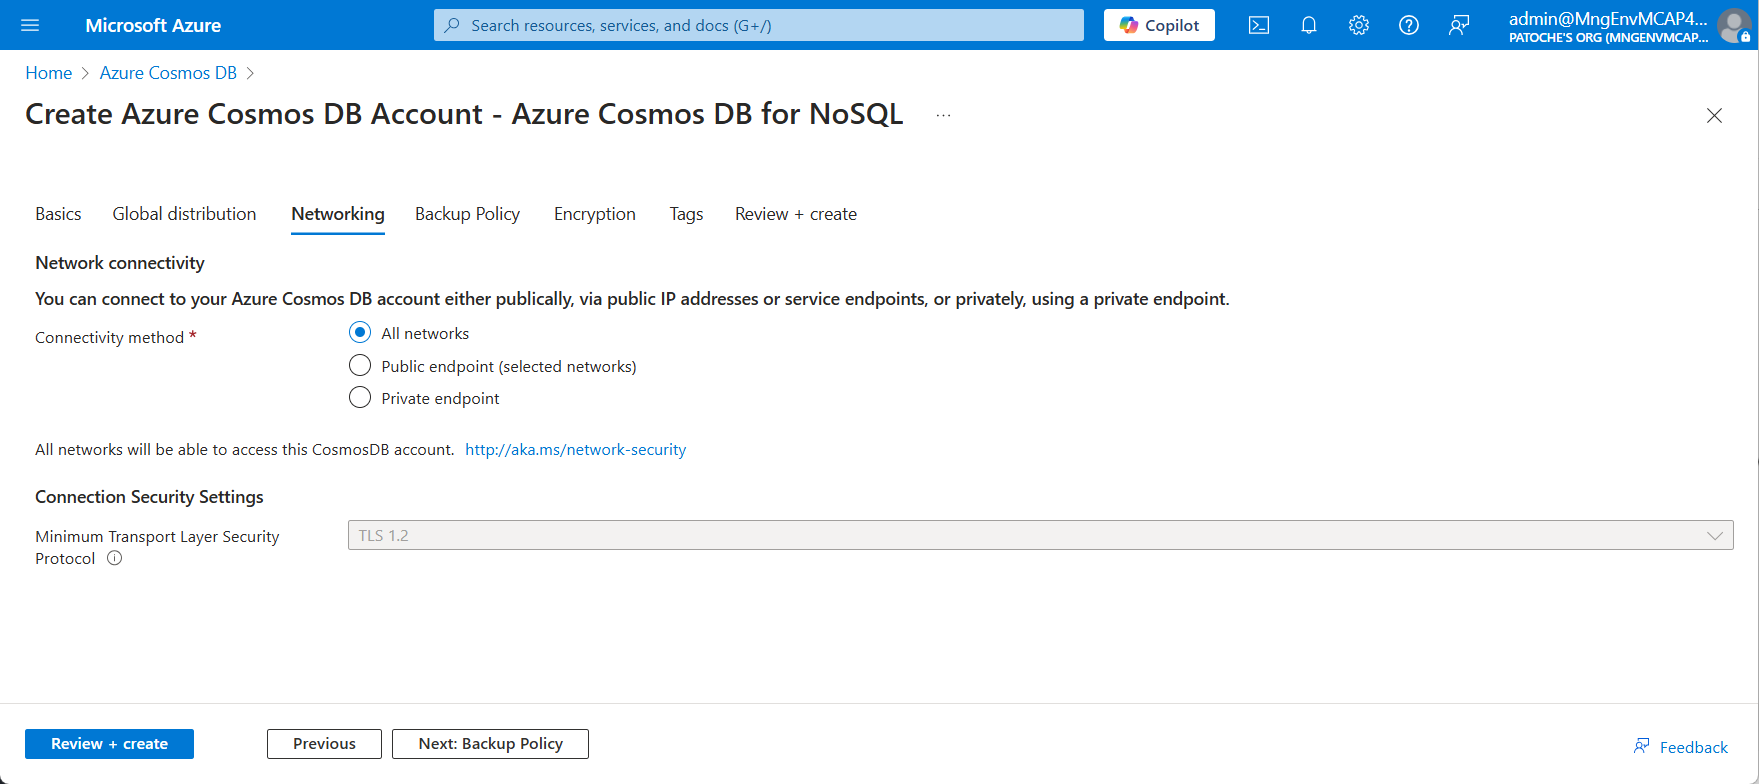 Microsoft Azure
Search resources, services, and docs (G+/)
Copilot
admin@MngEnvMCAP4...
PATOCHE'S ORG (MNGENVMCAP...
Home > Azure Cosmos DB >
Create Azure Cosmos DB Account - Azure Cosmos DB for NoSQL ...
Basics Global distribution Networking Backup Policy Encryption Tags Review + create
Network connectivity
You can connect to your Azure Cosmos DB account either publically, via public IP addresses or service endpoints, or privately, using a private endpoint.
Connectivity method *
All networks
Public endpoint (selected networks)
Private endpoint
All networks will be able to access this CosmosDB account. http://aka.ms/network-security
Connection Security Settings
Minimum Transport Layer Security
Protocol
TLS 1.2
Review + create Previous Next: Backup Policy
Feedback